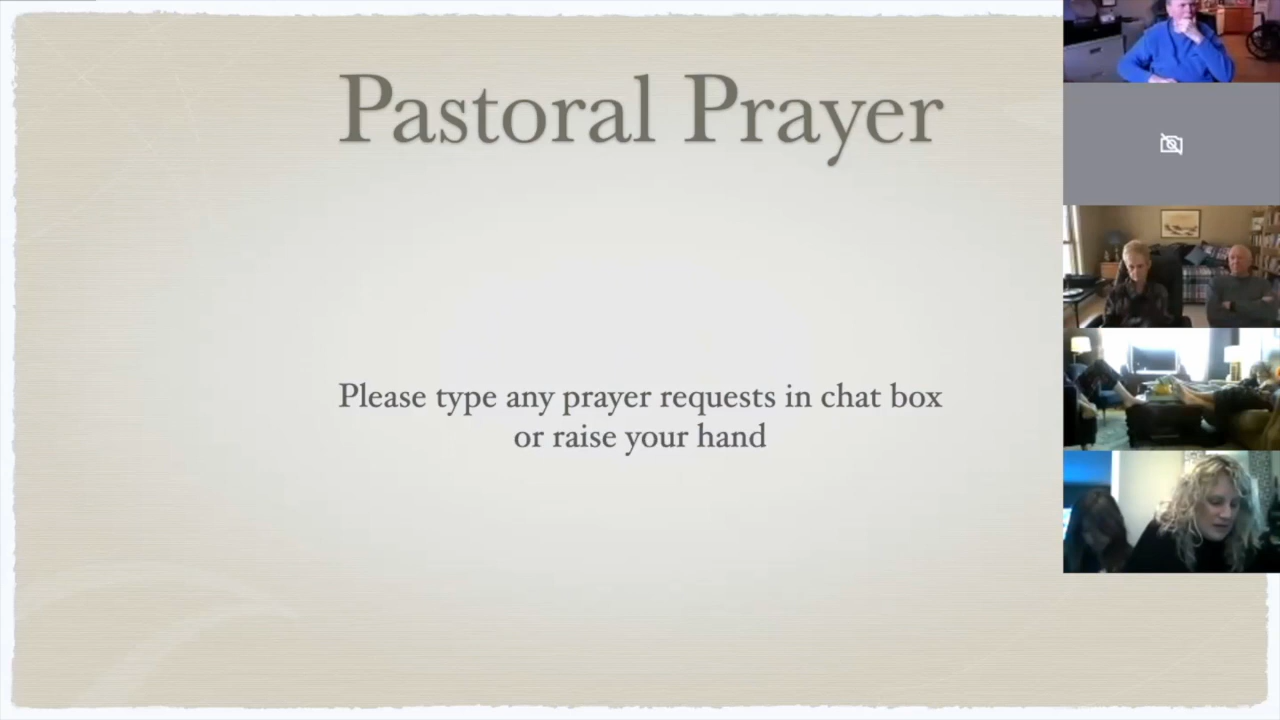 Pastoral Prayer
Please type any prayer requests in chat box
or raise your hand